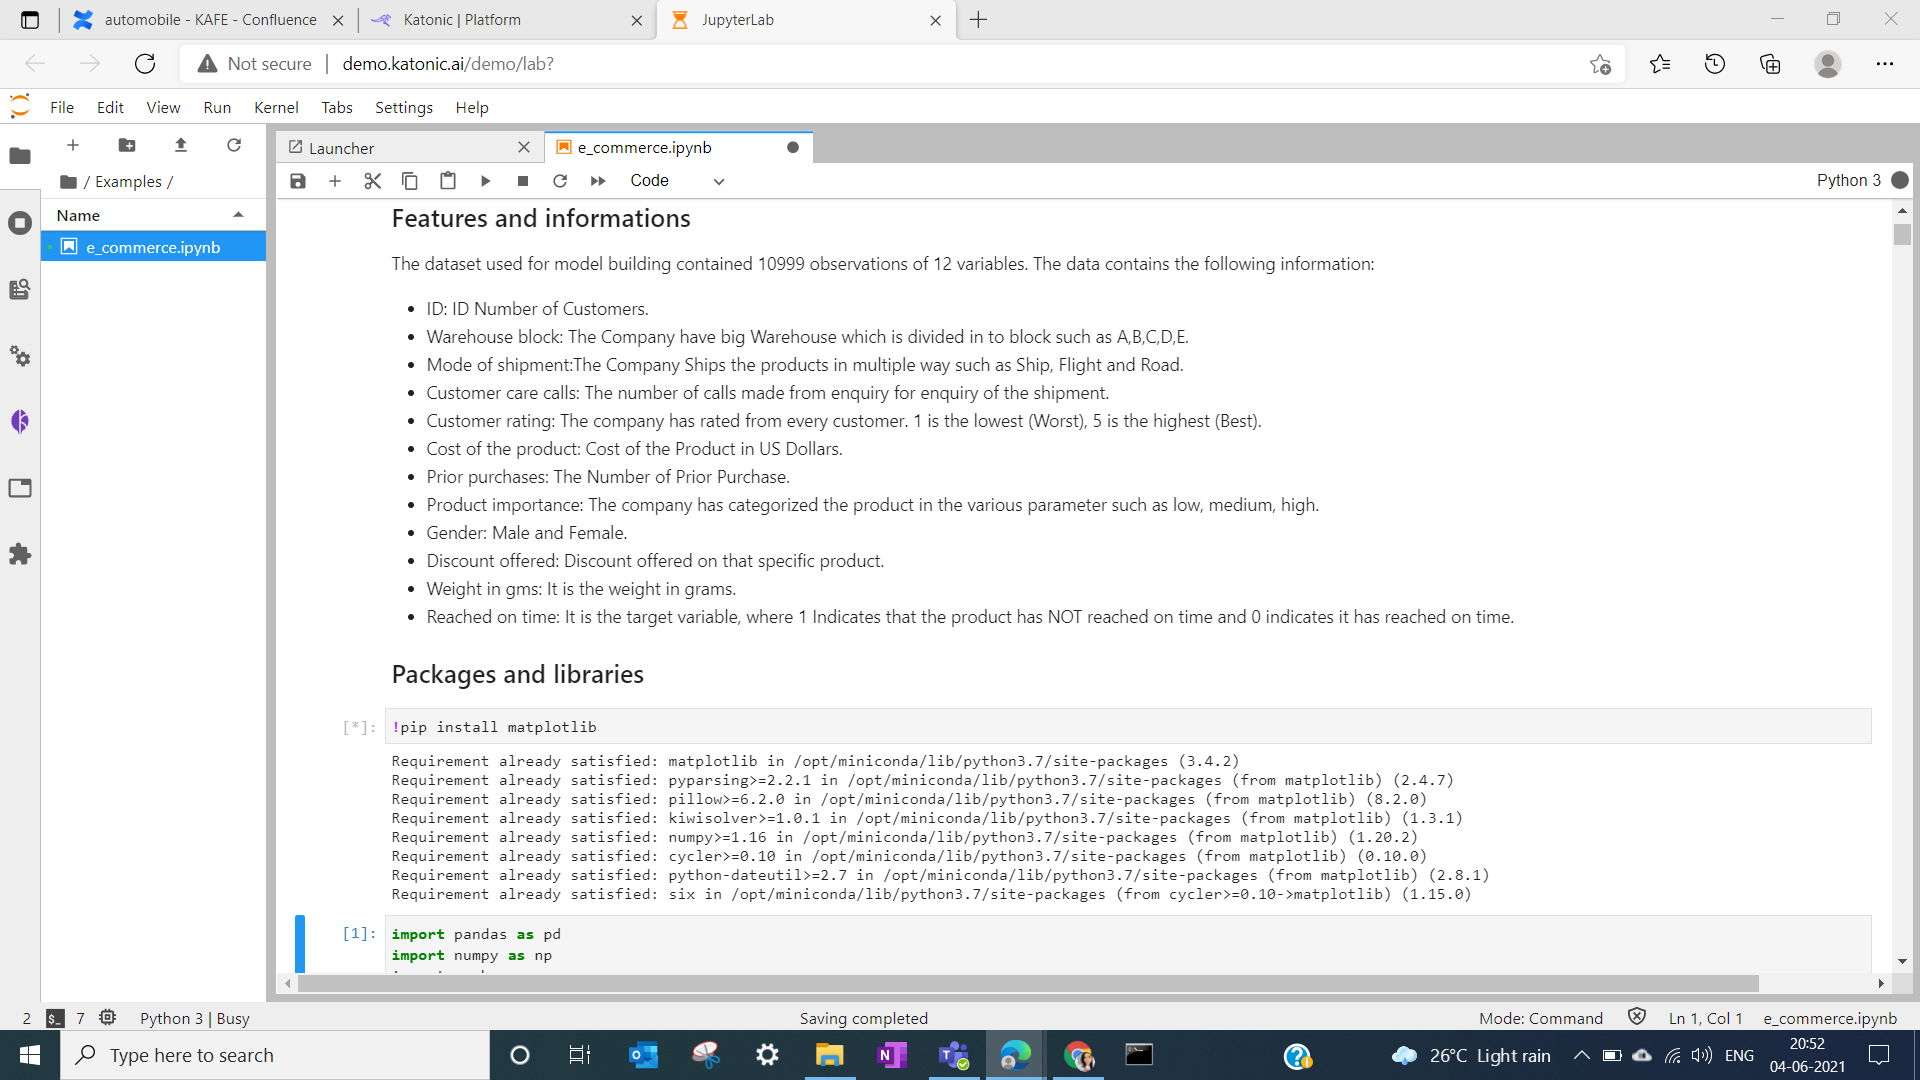 automobile - KAFE - Confluence
Katonic | Platform
JupyterLab
Not secure
demo.katonic.ai/demo/lab?
File Edit View Run Kernel Tabs Settings Help
/ Examples /
Name
e_commerce.ipynb
Launcher
e_commerce.ipynb
Code
Python 3
Features and informations
The dataset used for model building contained 10999 observations of 12 variables. The data contains the following information:
• ID: ID Number of Customers.
• Warehouse block: The Company have big Warehouse which is divided in to block such as A,B,C,D,E.
• Mode of shipment:The Company Ships the products in multiple way such as Ship, Flight and Road.
• Customer care calls: The number of calls made from enquiry for enquiry of the shipment.
• Customer rating: The company has rated from every customer. 1 is the lowest (Worst), 5 is the highest (Best).
• Cost of the product: Cost of the Product in US Dollars.
• Prior purchases: The Number of Prior Purchase.
• Product importance: The company has categorized the product in the various parameter such as low, medium, high.
• Gender: Male and Female.
• Discount offered: Discount offered on that specific product.
• Weight in gms: It is the weight in grams.
• Reached on time: It is the target variable, where 1 Indicates that the product has NOT reached on time and 0 indicates it has reached on time.
Packages and libraries
[*]: !pip install matplotlib
Requirement already satisfied: matplotlib in /opt/miniconda/lib/python3.7/site-packages (3.4.2)
Requirement already satisfied: pyparsing>=2.2.1 in /opt/miniconda/lib/python3.7/site-packages (from matplotlib) (2.4.7)
Requirement already satisfied: pillow>=6.2.0 in /opt/miniconda/lib/python3.7/site-packages (from matplotlib) (8.2.0)
Requirement already satisfied: kiwisolver>=1.0.1 in /opt/miniconda/lib/python3.7/site-packages (from matplotlib) (1.3.1)
Requirement already satisfied: numpy>=1.16 in /opt/miniconda/lib/python3.7/site-packages (from matplotlib) (1.20.2)
Requirement already satisfied: cycler>=0.10 in /opt/miniconda/lib/python3.7/site-packages (from matplotlib) (0.10.0)
Requirement already satisfied: python-dateutil>=2.7 in /opt/miniconda/lib/python3.7/site-packages (from matplotlib) (2.8.1)
Requirement already satisfied: six in /opt/miniconda/lib/python3.7/site-packages (from cycler>=0.10->matplotlib) (1.15.0)
[1]: import pandas as pd
import numpy as np
2 $_ 7 Python 3 | Busy
Saving completed
Mode: Command
Ln 1, Col 1
e_commerce.ipynb
Type here to search
26°C Light rain
ENG
20:52
04-06-2021